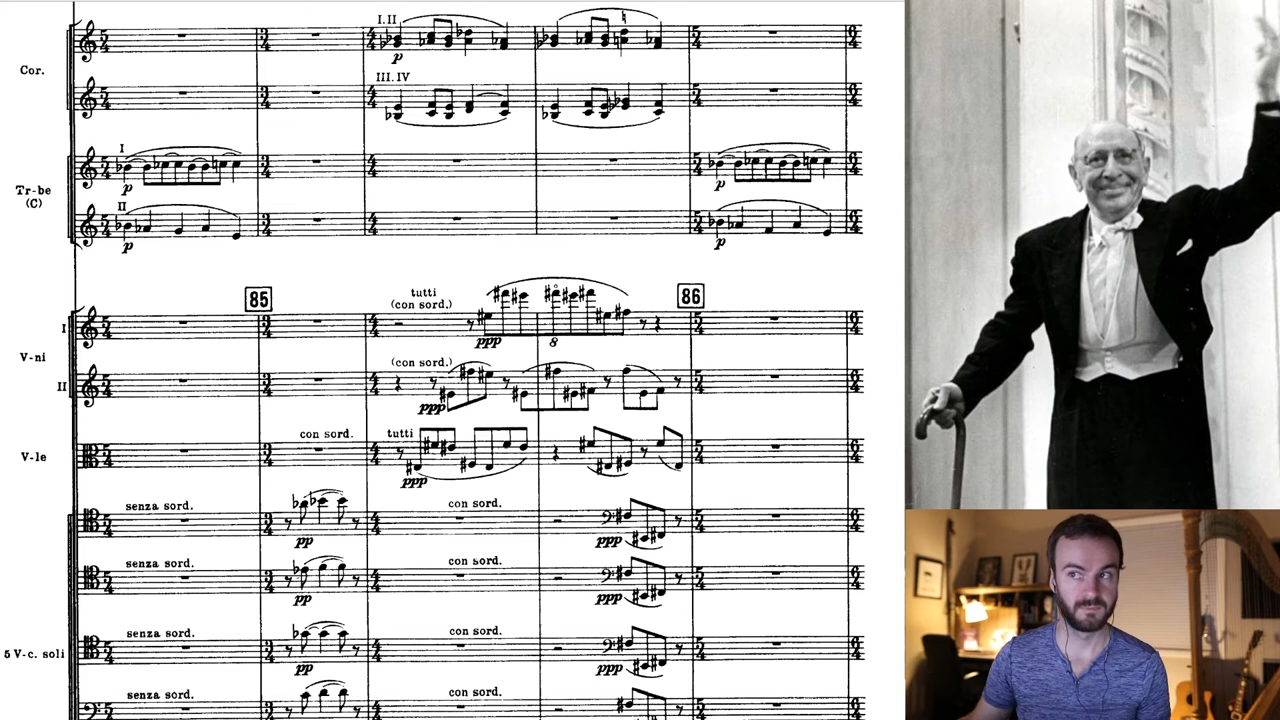 I. II
Cor.
p
III. IV
I
p
Tr-be
(C)
II
p
p
p
85
tutti
(con sord.)
86
I
ppp
8
V-ni
(con sord.)
II
ppp
con sord.
tutti
V-le
ppp
senza sord.
con sord.
pp
ppp
senza sord.
con sord.
pp
ppp
senza sord.
con sord.
5 V-c. soli
pp
ppp
senza sord.
con sord.